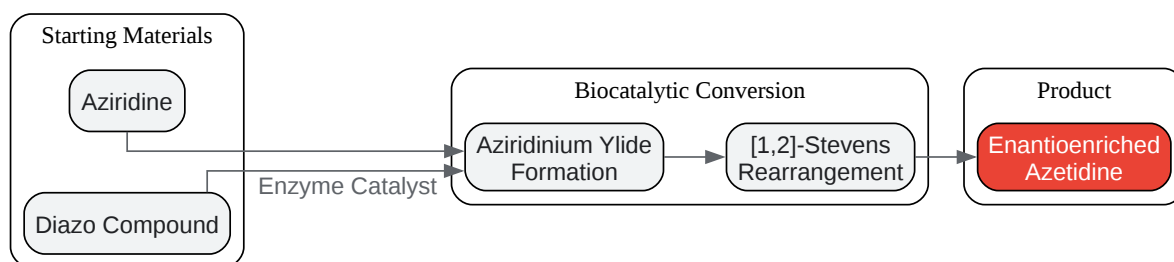 Starting Materials
Aziridine
Diazo Compound
Enzyme Catalyst
Biocatalytic Conversion
Aziridinium Ylide
Formation
[1,2]-Stevens
Rearrangement
Product
Enantioenriched
Azetidine